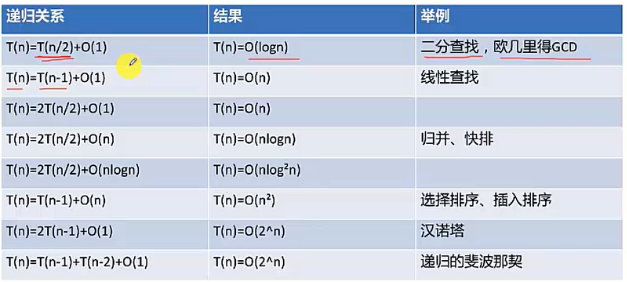 递归关系 结果 举例
T(n)=T(n/2)+O(1) T(n)=O(logn) 二分查找，欧几里得GCD
T(n)=T(n-1)+O(1) T(n)=O(n) 线性查找
T(n)=2T(n/2)+O(1) T(n)=O(n)
T(n)=2T(n/2)+O(n) T(n)=O(nlogn) 归并、快排
T(n)=2T(n/2)+O(nlogn) T(n)=O(nlog²n)
T(n)=T(n-1)+O(n) T(n)=O(n²) 选择排序、插入排序
T(n)=2T(n-1)+O(1) T(n)=O(2^n) 汉诺塔
T(n)=T(n-1)+T(n-2)+O(1) T(n)=O(2^n) 递归的斐波那契